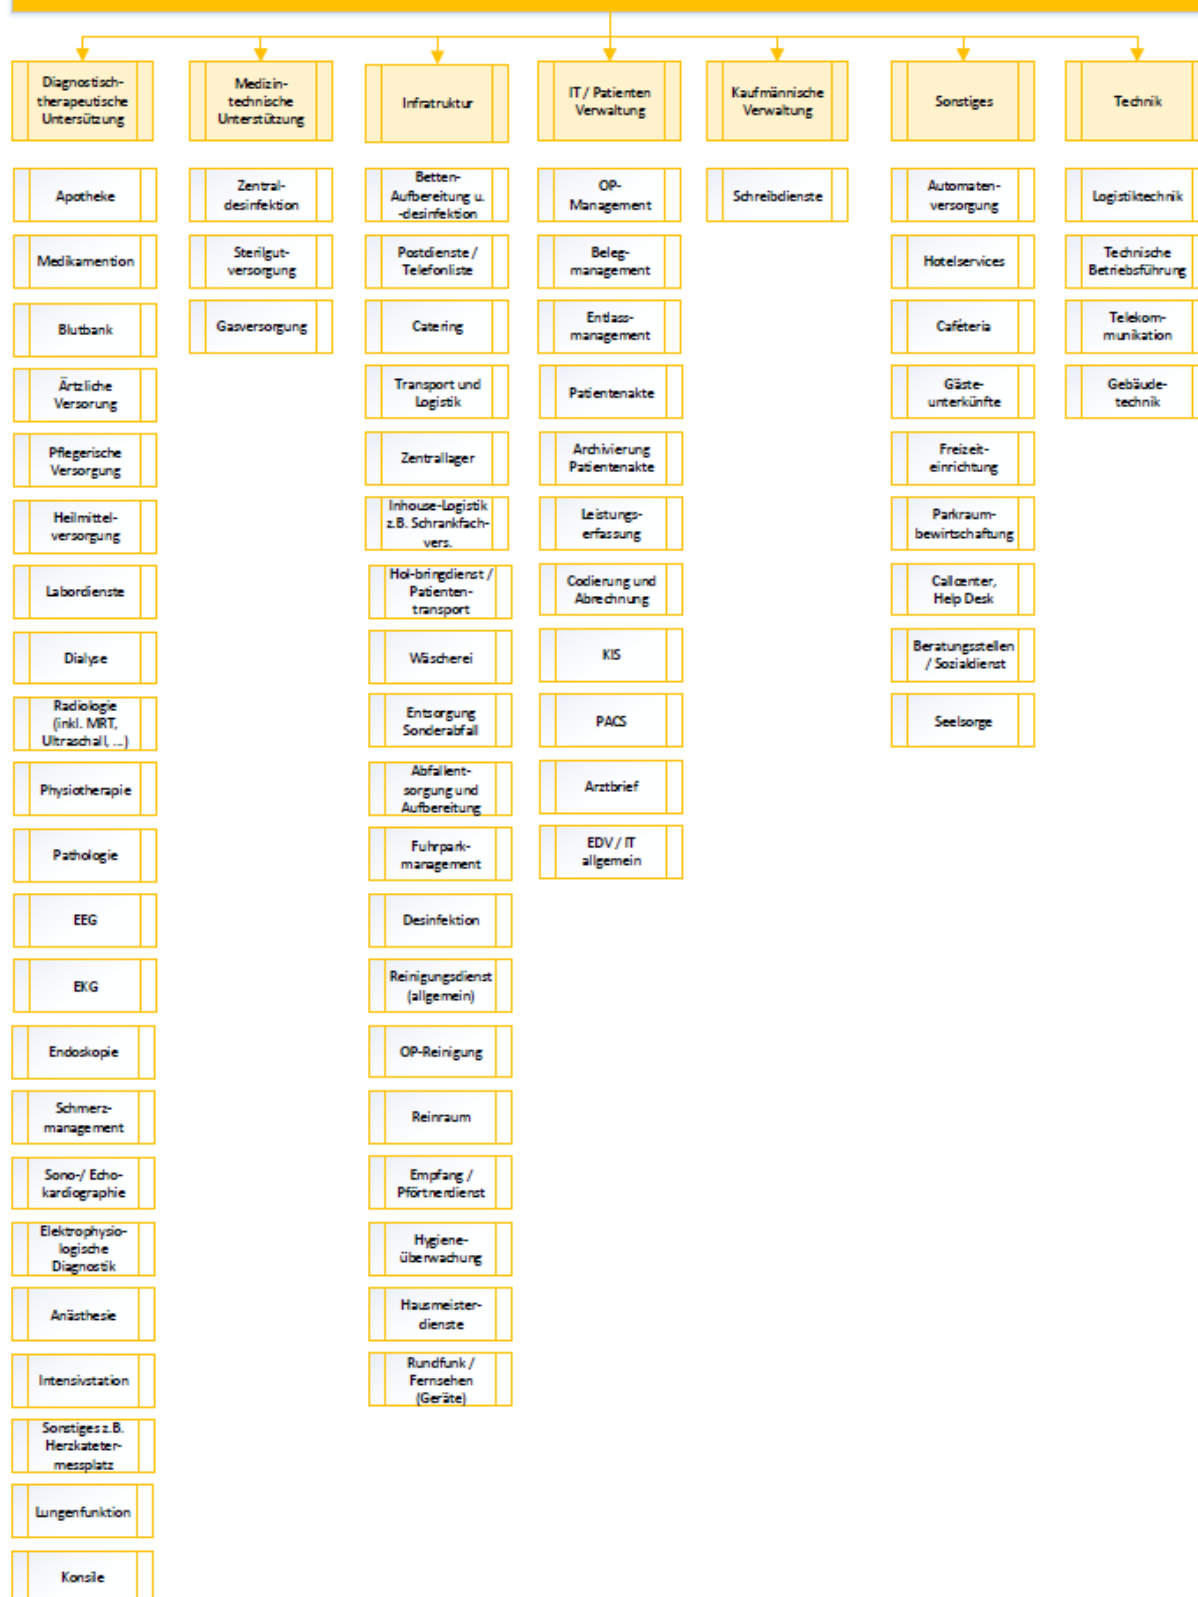 Diagnostisch-
therapeutische
Untersützung
Medizin-
technische
Unterstützung
Infratruktur
IT / Patienten
Verwaltung
Kaufmännische
Verwaltung
Sonstiges
Technik
Apotheke
Medikamention
Blutbank
Ärtzliche
Versorung
Pflegerische
Versorgung
Heilmittel-
versorgung
Labordienste
Dialyse
Radiologie
(inkl. MRT,
Ultraschall, ...)
Physiotherapie
Pathologie
EEG
EKG
Endoskopie
Schmerz-
management
Sono-/ Echo-
kardiographie
Elektrophysio-
logische
Diagnostik
Anästhesie
Intensivstation
Sonstiges z.B.
Herzkateter-
messplatz
Lungenfunktion
Konsile
Zentral-
desinfektion
Sterilgut-
versorgung
Gasversorgung
Betten-
Aufbereitung u.
-desinfektion
Postdienste /
Telefonliste
Catering
Transport und
Logistik
Zentrallager
Inhouse-Logistik
z.B. Schrankfach-
vers.
Hol-bringdienst /
Patienten-
transport
Wäscherei
Entsorgung
Sonderabfall
Abfallent-
sorgung und
Aufbereitung
Fuhrpark-
management
Desinfektion
Reinigungsdienst
(allgemein)
OP-Reinigung
Reinraum
Empfang /
Pförtnerdienst
Hygiene-
überwachung
Hausmeister-
dienste
Rundfunk /
Fernsehen
(Geräte)
OP-
Management
Beleg-
management
Entlass-
management
Patientenakte
Archivierung
Patientenakte
Leistungs-
erfassung
Codierung und
Abrechnung
KIS
PACS
Arztbrief
EDV / IT
allgemein
Schreibdienste
Automaten-
versorgung
Hotelservices
Caféteria
Gäste-
unterkünfte
Freizeit-
einrichtung
Parkraum-
bewirtschaftung
Callcenter,
Help Desk
Beratungsstellen
/ Sozialdienst
Seelsorge
Logistiktechnik
Technische
Betriebsführung
Telekom-
munikation
Gebäude-
technik